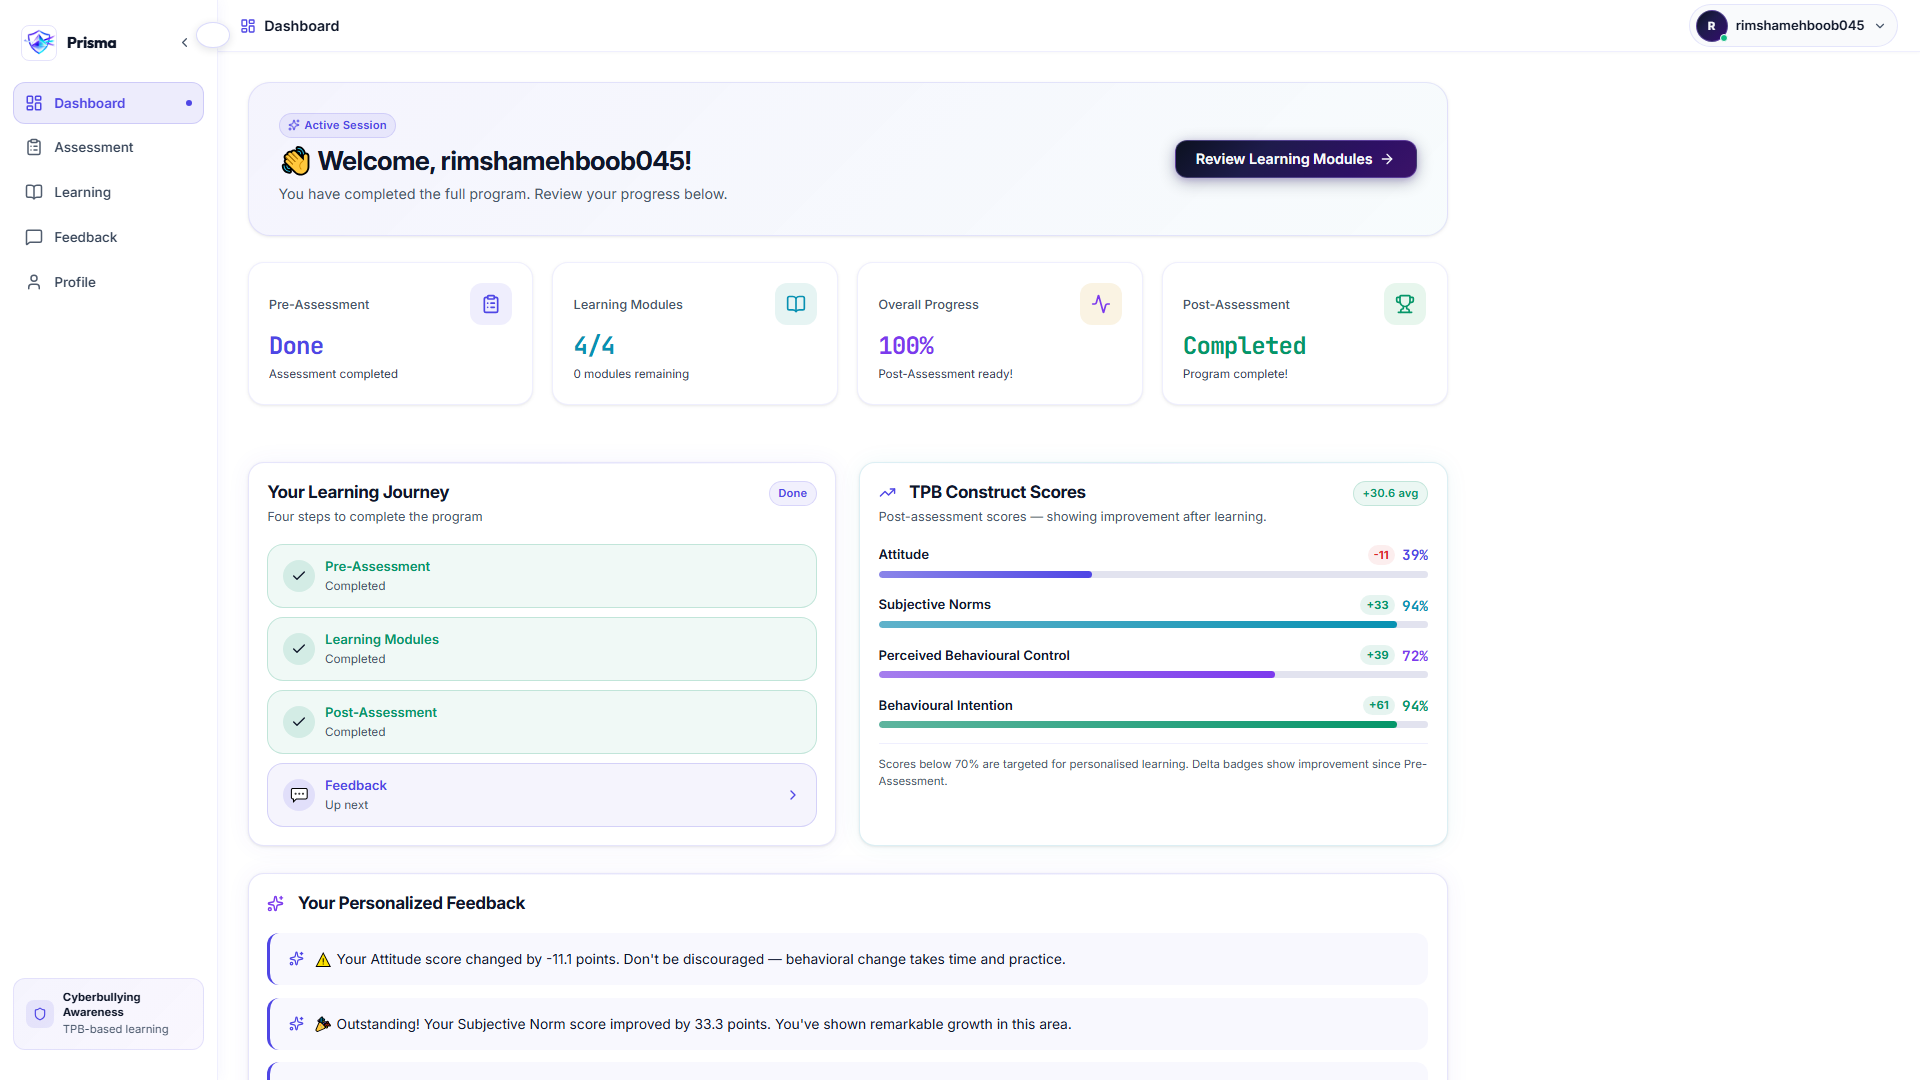 Prisma
Dashboard
Assessment
Learning
Feedback
Profile
Cyberbullying
Awareness
TPB-based learning
Dashboard
R
rimshamehboob045
Active Session
👋 Welcome, rimshamehboob045!
You have completed the full program. Review your progress below.
Review Learning Modules →
Pre-Assessment
Done
Assessment completed
Learning Modules
4/4
0 modules remaining
Overall Progress
100%
Post-Assessment ready!
Post-Assessment
Completed
Program complete!
Your Learning Journey
Done
Four steps to complete the program
Pre-Assessment
Completed
Learning Modules
Completed
Post-Assessment
Completed
Feedback
Up next
TPB Construct Scores
+30.6 avg
Post-assessment scores — showing improvement after learning.
Attitude -11 39%
Subjective Norms +33 94%
Perceived Behavioural Control +39 72%
Behavioural Intention +61 94%
Scores below 70% are targeted for personalised learning. Delta badges show improvement since Pre-
Assessment.
Your Personalized Feedback
⚠️ Your Attitude score changed by -11.1 points. Don't be discouraged — behavioral change takes time and practice.
🎉 Outstanding! Your Subjective Norm score improved by 33.3 points. You've shown remarkable growth in this area.